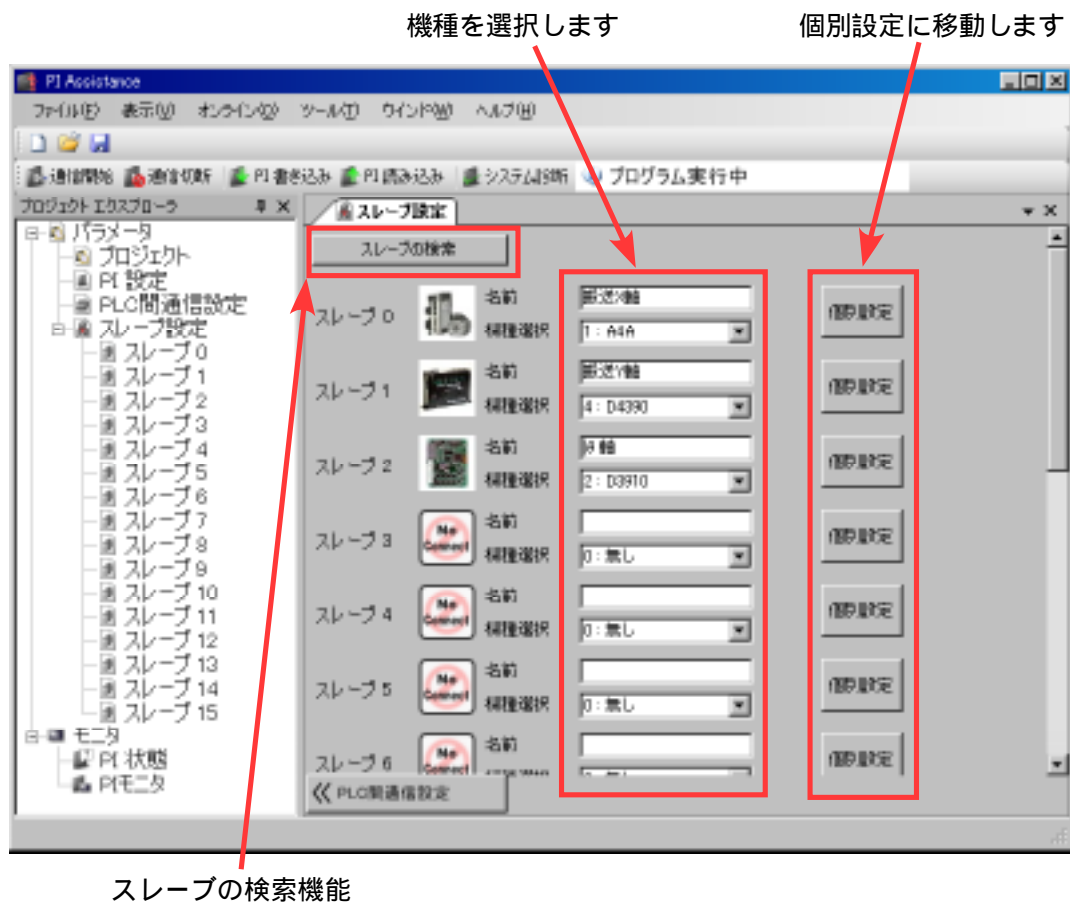 機種を選択します
個別設定に移動します
PI Assistance
ファイル(F) 表示(V) オンライン(O) ツール(T) ウインドウ(W) ヘルプ(H)
通信開始 通信切断 PI 書き込み PI 読み込み システム診断 プログラム実行中
プロジェクト エクスプローラ
パラメータ
プロジェクト
PI 設定
PLC間通信設定
スレーブ設定
スレーブ 0
スレーブ 1
スレーブ 2
スレーブ 3
スレーブ 4
スレーブ 5
スレーブ 6
スレーブ 7
スレーブ 8
スレーブ 9
スレーブ 10
スレーブ 11
スレーブ 12
スレーブ 13
スレーブ 14
スレーブ 15
モニタ
PI 状態
PIモニタ
スレーブ設定
スレーブの検索
スレーブ 0
名前 搬送X軸
機種選択 1 : A4A
個別設定
スレーブ 1
名前 搬送Y軸
機種選択 4 : D4390
個別設定
スレーブ 2
名前 θ軸
機種選択 2 : D3910
個別設定
スレーブ 3
No Connect
名前
機種選択 0 : 無し
個別設定
スレーブ 4
No Connect
名前
機種選択 0 : 無し
個別設定
スレーブ 5
No Connect
名前
機種選択 0 : 無し
個別設定
スレーブ 6
No Connect
名前
個別設定
≪ PLC間通信設定
スレーブの検索機能